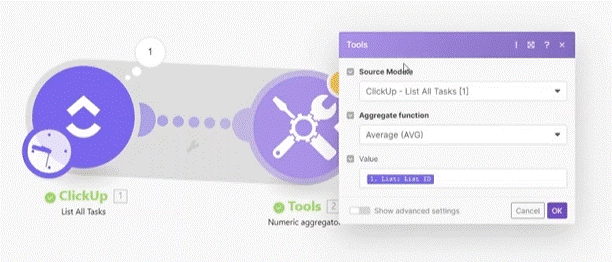 1
ClickUp 1
List All Tasks
Tools 2
Numeric aggregator
Tools
? ×
Source Module
ClickUp - List All Tasks [1]
Aggregate function
Average (AVG)
Value
1. List: List ID
Show advanced settings
Cancel
OK